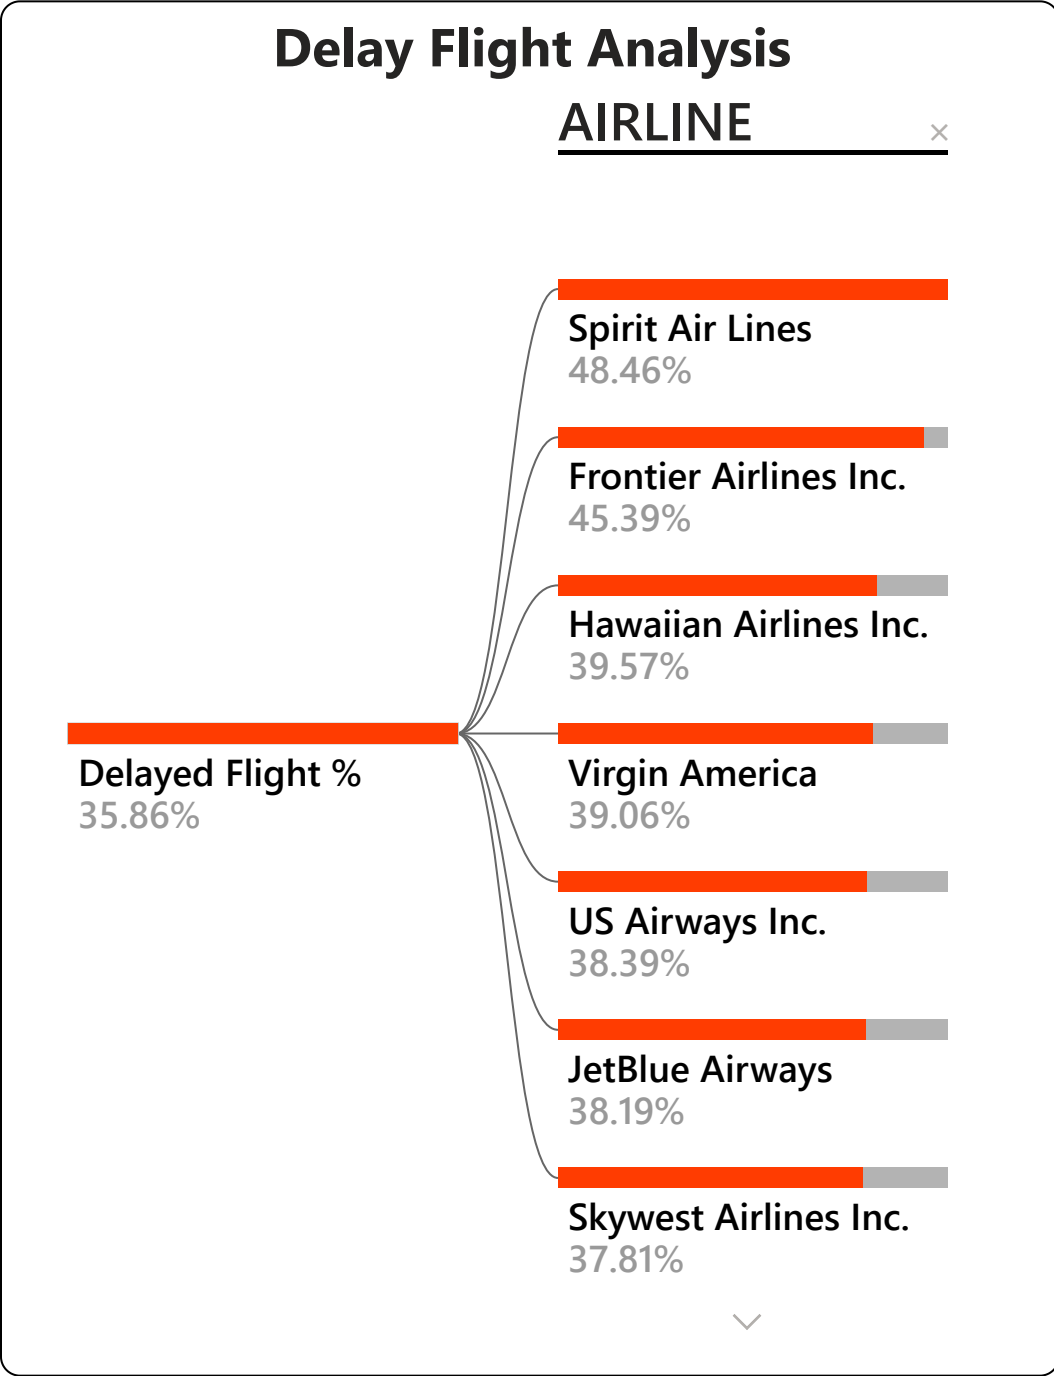 Delay Flight Analysis
AIRLINE
Spirit Air Lines
48.46%
Frontier Airlines Inc.
45.39%
Hawaiian Airlines Inc.
39.57%
Delayed Flight %
35.86%
Virgin America
39.06%
US Airways Inc.
38.39%
JetBlue Airways
38.19%
Skywest Airlines Inc.
37.81%